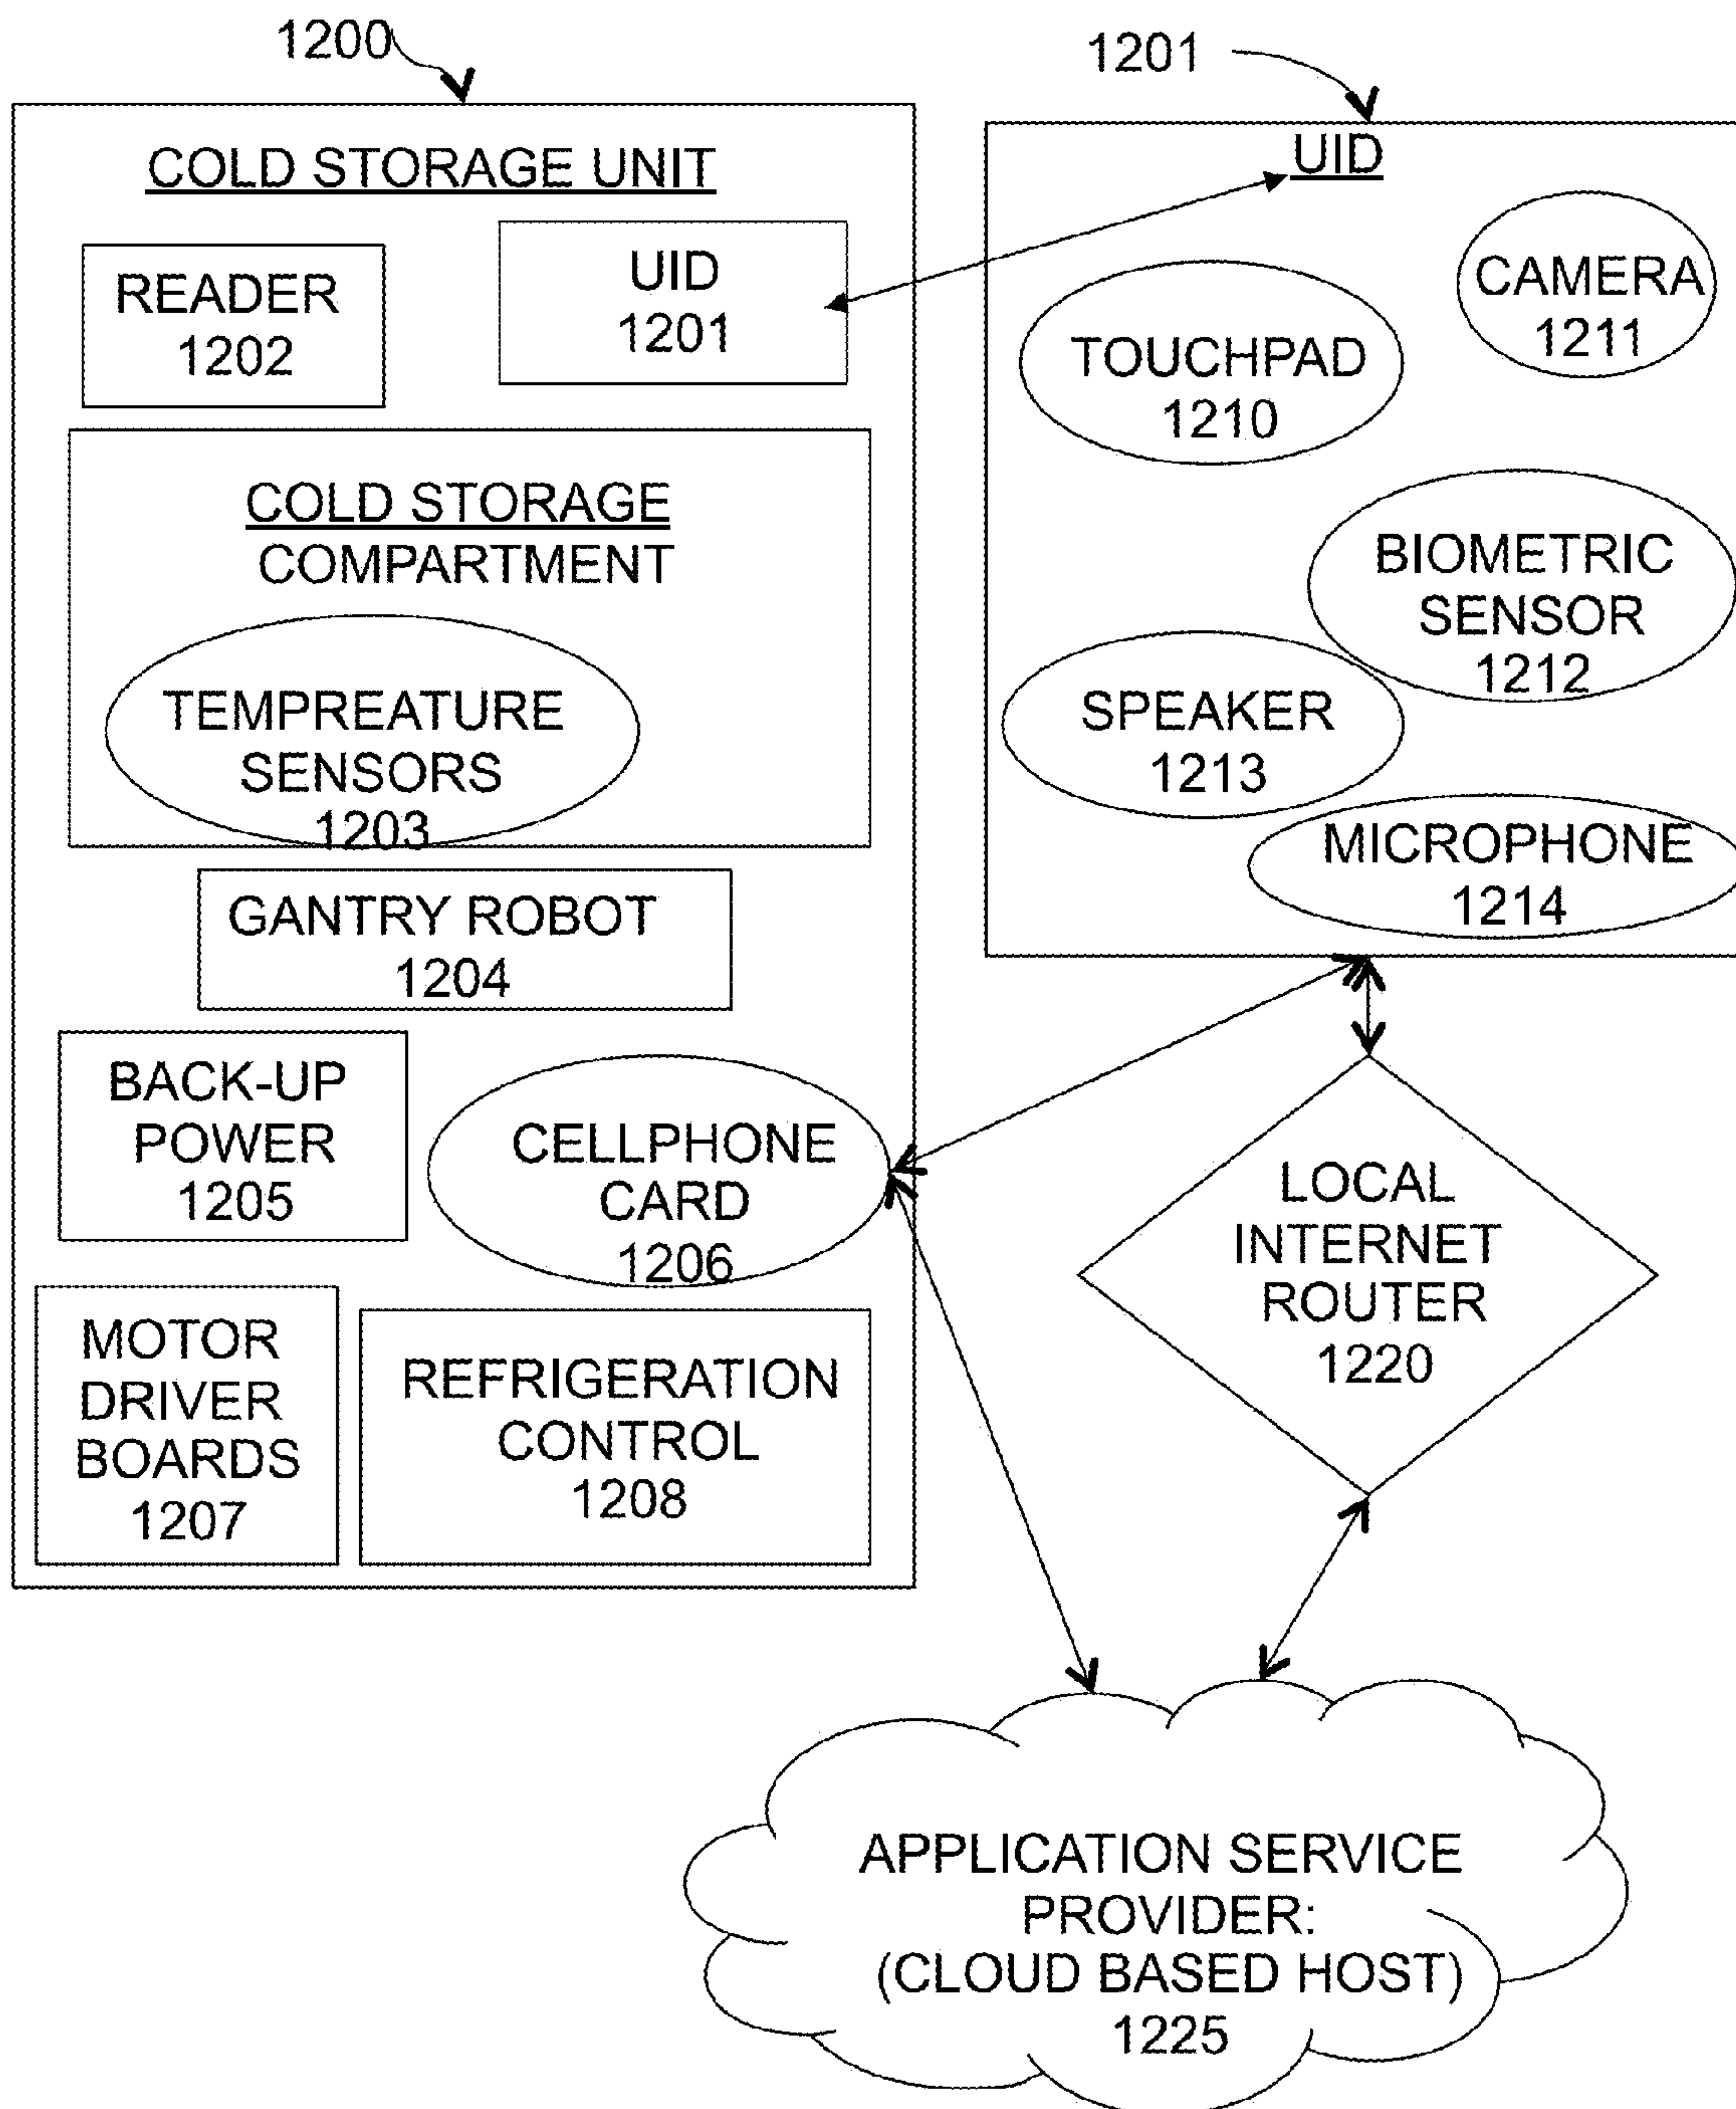 1200
COLD STORAGE UNIT
READER
1202
UID
1201
COLD STORAGE
COMPARTMENT
TEMPREATURE
SENSORS
1203
GANTRY ROBOT
1204
BACK-UP
POWER
1205
CELLPHONE
CARD
1206
MOTOR
DRIVER
BOARDS
1207
REFRIGERATION
CONTROL
1208
1201
UID
CAMERA
1211
TOUCHPAD
1210
BIOMETRIC
SENSOR
1212
SPEAKER
1213
MICROPHONE
1214
LOCAL
INTERNET
ROUTER
1220
APPLICATION SERVICE
PROVIDER:
(CLOUD BASED HOST)
1225